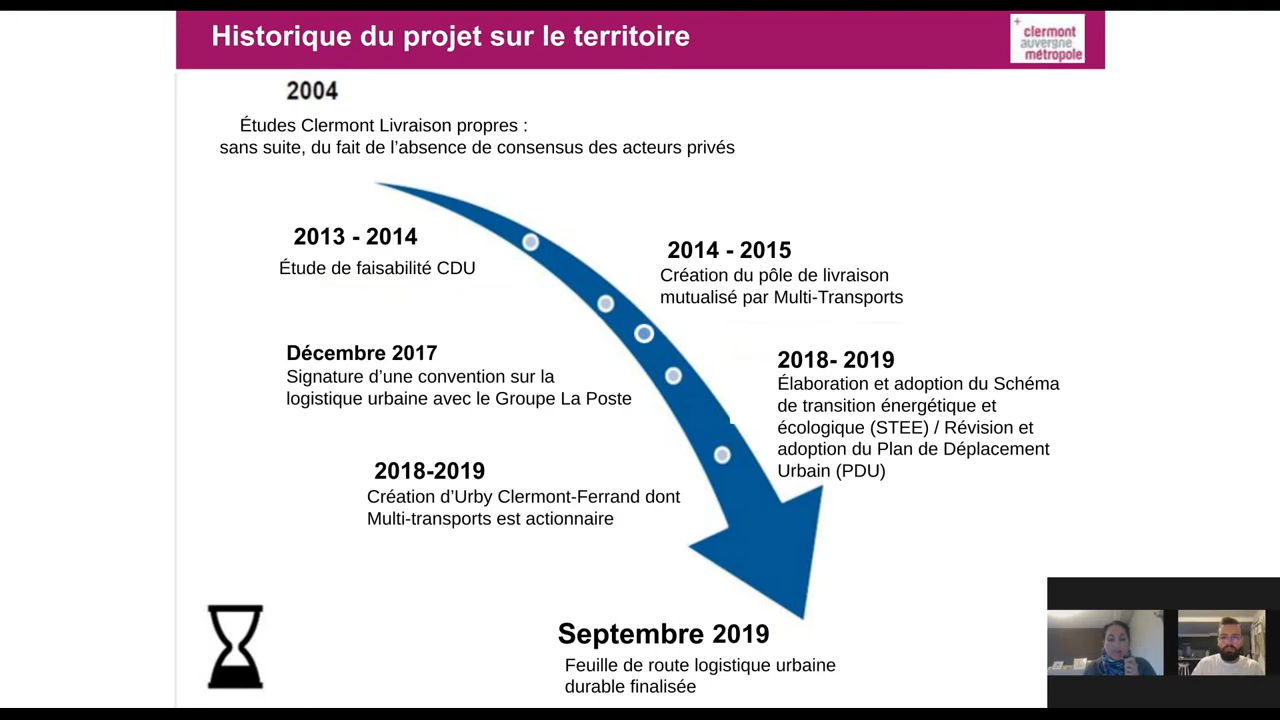 Historique du projet sur le territoire
clermont
auvergne
métropole
2004
Études Clermont Livraison propres :
sans suite, du fait de l’absence de consensus des acteurs privés
2013 - 2014
Étude de faisabilité CDU
2014 - 2015
Création du pôle de livraison
mutualisé par Multi-Transports
Décembre 2017
Signature d’une convention sur la
logistique urbaine avec le Groupe La Poste
2018- 2019
Élaboration et adoption du Schéma
de transition énergétique et
écologique (STEE) / Révision et
adoption du Plan de Déplacement
Urbain (PDU)
2018-2019
Création d’Urby Clermont-Ferrand dont
Multi-transports est actionnaire
Septembre 2019
Feuille de route logistique urbaine
durable finalisée